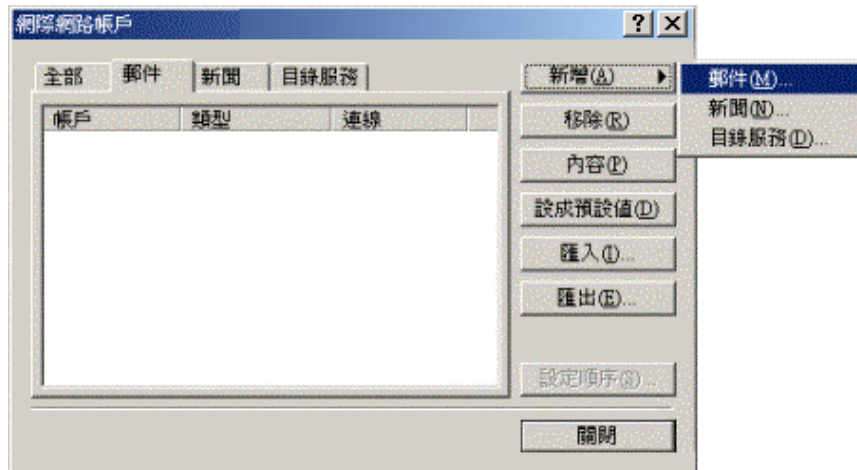 網際網路帳戶
全部 郵件 新聞 目錄服務
帳戶 類型 連線
新增(A)
移除(R)
內容(P)
設成預設值(D)
匯入(I)...
匯出(E)...
設定順序(S)...
關閉
郵件(M)...
新聞(N)...
目錄服務(D)...